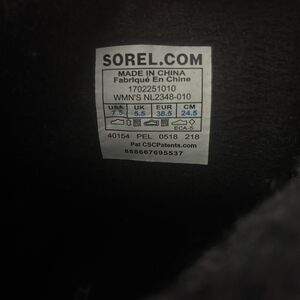 SOREL.COM
MADE IN CHINA
Fabriqué En Chine
1702251010
WMN'S NL2348-010
USA UK EUR CM
7.5 5.5 38.5 24.5
ECA-5
40154 PEL 0518 218
Pat CSCPatents.com
888667695537